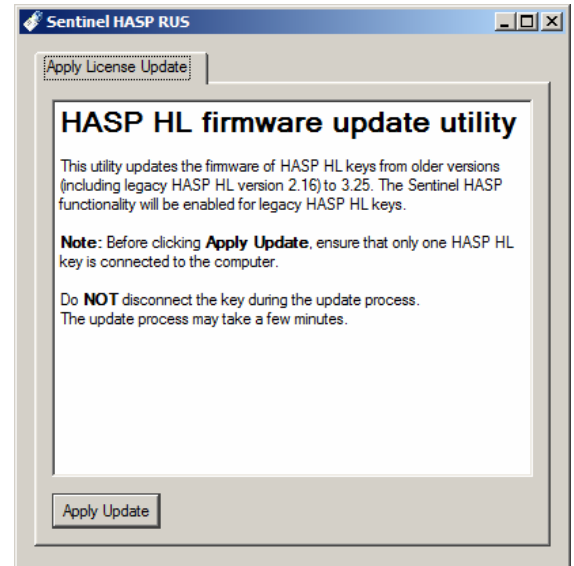 Sentinel HASP RUS
Apply License Update
HASP HL firmware update utility
This utility updates the firmware of HASP HL keys from older versions
(including legacy HASP HL version 2.16) to 3.25. The Sentinel HASP
functionality will be enabled for legacy HASP HL keys.
Note: Before clicking Apply Update, ensure that only one HASP HL
key is connected to the computer.
Do NOT disconnect the key during the update process.
The update process may take a few minutes.
Apply Update